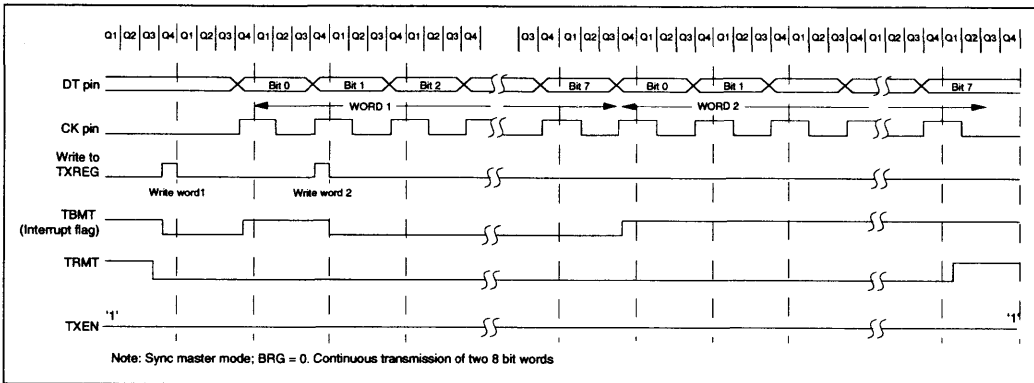 Q1 Q2 Q3 Q4 Q1 Q2 Q3 Q4 Q1 Q2 Q3 Q4 Q1 Q2 Q3 Q4 Q1 Q2 Q3 Q4 Q3 Q4 Q1 Q2 Q3 Q4 Q1 Q2 Q3 Q4 Q1 Q2 Q3 Q4 Q1 Q2 Q3 Q4 Q1 Q2 Q3 Q4 Q1 Q2 Q3 Q4
DT pin Bit 0 Bit 1 Bit 2 Bit 7 Bit 0 Bit 1 Bit 7
WORD 1 WORD 2
CK pin
Write to
TXREG
Write word1 Write word 2
TBMT
(Interrupt flag)
TRMT
'1' '1'
TXEN
Note: Sync master mode; BRG = 0. Continuous transmission of two 8 bit words